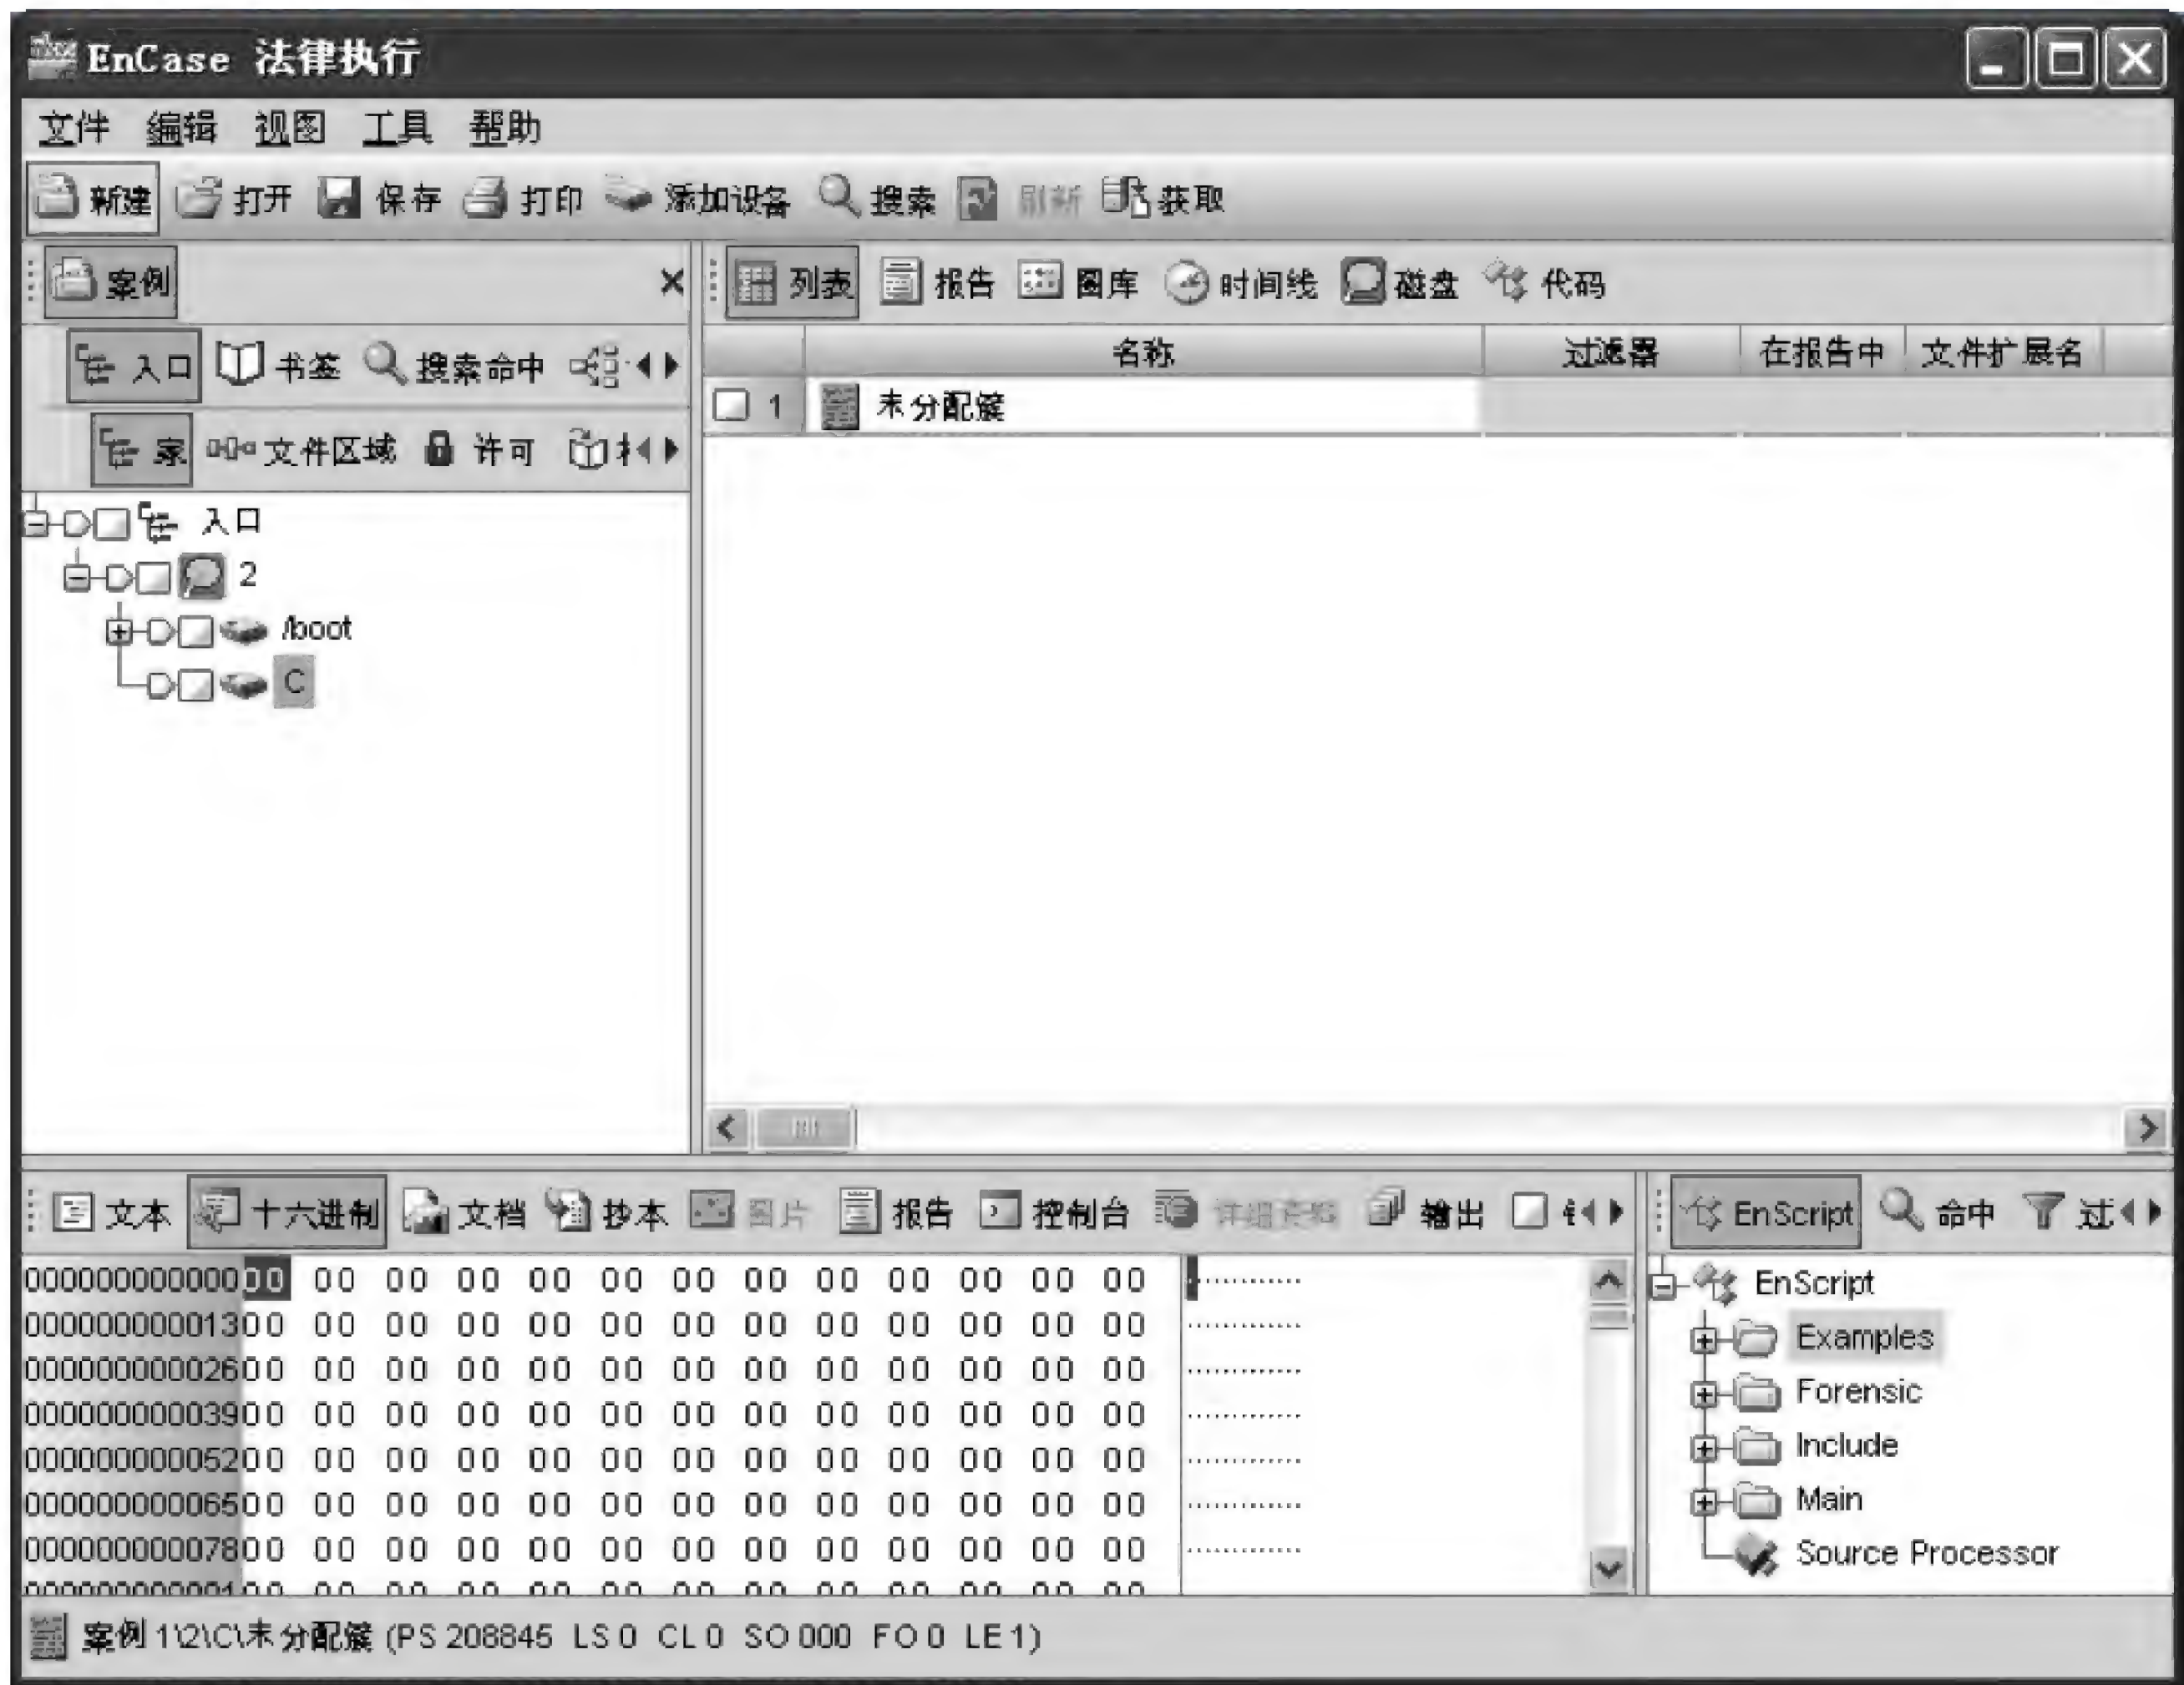 EnCase 法律执行
文件 编辑 视图 工具 帮助
新建 打开 保存 打印 添加设备 搜索 刷新 获取
案例
列表 报告 图库 时间线 磁盘 代码
入口 书签 搜索命中
名称 过滤器 在报告中 文件扩展名
1 未分配簇
家 文件区域 许可
入口
2
/boot
C
文本 十六进制 文档 抄本 图片 报告 控制台 详细资料 输出
EnScript 命中 过
000000000000 00 00 00 00 00 00 00 00 00 00 00 00 00 .............
000000000013 00 00 00 00 00 00 00 00 00 00 00 00 00 .............
000000000026 00 00 00 00 00 00 00 00 00 00 00 00 00 .............
000000000039 00 00 00 00 00 00 00 00 00 00 00 00 00 .............
000000000052 00 00 00 00 00 00 00 00 00 00 00 00 00 .............
000000000065 00 00 00 00 00 00 00 00 00 00 00 00 00 .............
000000000078 00 00 00 00 00 00 00 00 00 00 00 00 00 .............
EnScript
Examples
Forensic
Include
Main
Source Processor
案例 1\2\C\未分配簇 (PS 208845 LS 0 CL 0 SO 000 FO 0 LE 1)